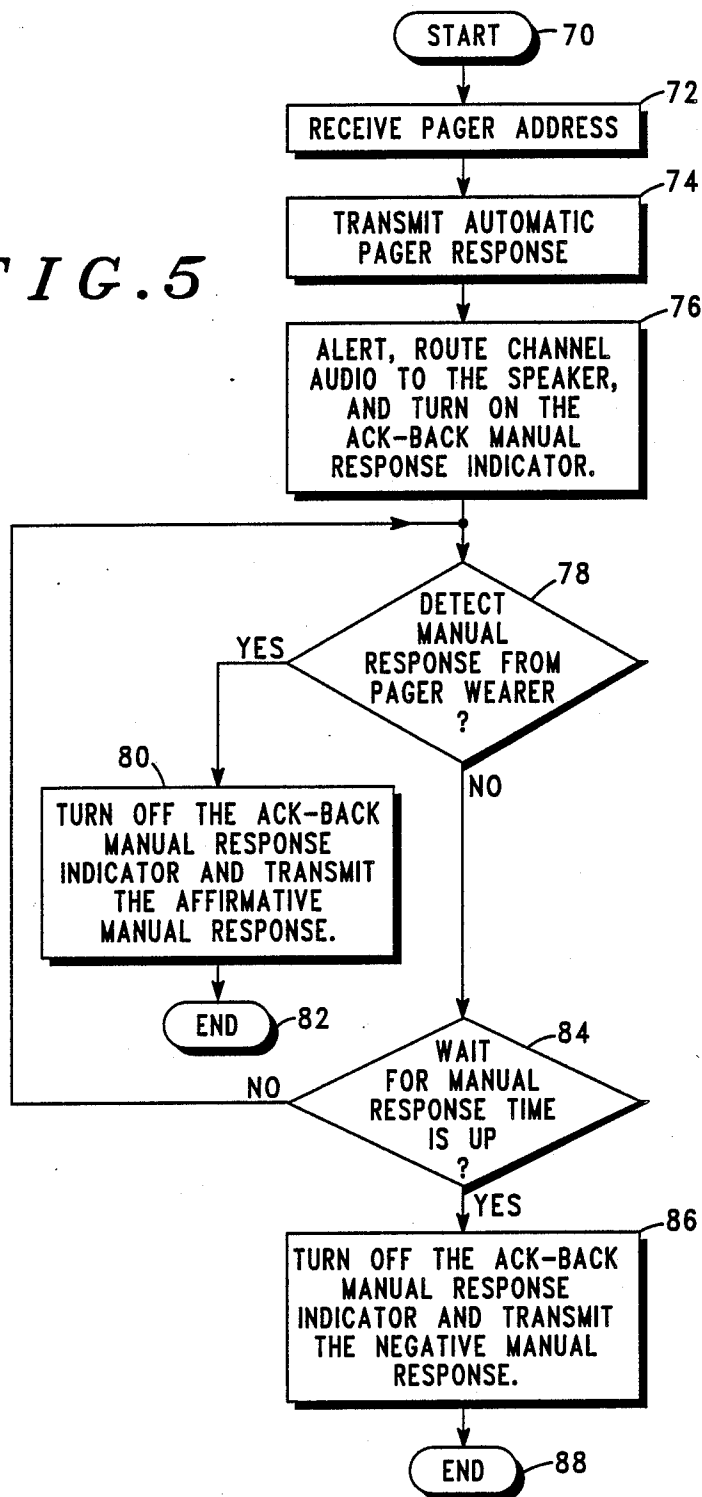 START
70
72
RECEIVE PAGER ADDRESS
74
TRANSMIT AUTOMATIC
PAGER RESPONSE
FIG.5
76
ALERT, ROUTE CHANNEL
AUDIO TO THE SPEAKER,
AND TURN ON THE
ACK-BACK MANUAL
RESPONSE INDICATOR.
78
DETECT
MANUAL
RESPONSE FROM
PAGER WEARER
?
YES
NO
80
TURN OFF THE ACK-BACK
MANUAL RESPONSE
INDICATOR AND TRANSMIT
THE AFFIRMATIVE
MANUAL RESPONSE.
END
82
84
WAIT
FOR MANUAL
RESPONSE TIME
IS UP
?
NO
YES
86
TURN OFF THE ACK-BACK
MANUAL RESPONSE
INDICATOR AND TRANSMIT
THE NEGATIVE MANUAL
RESPONSE.
END
88